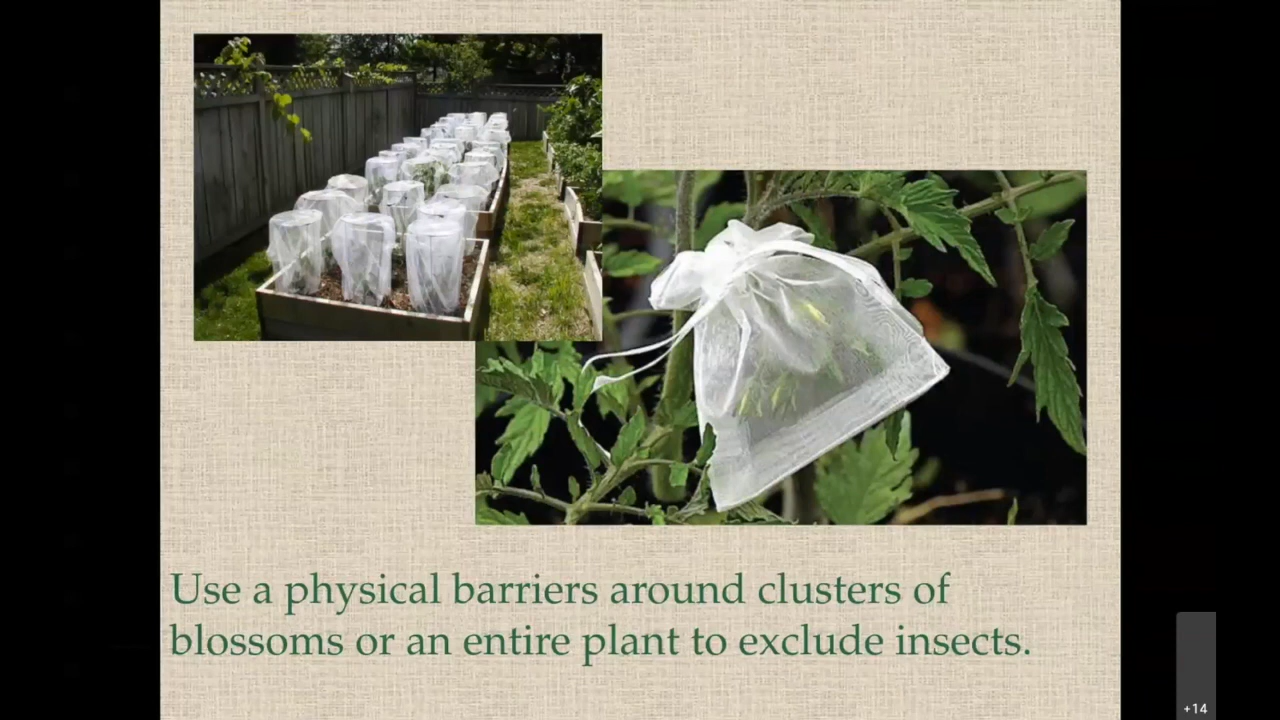 Use a physical barriers around clusters of
blossoms or an entire plant to exclude insects.
+14